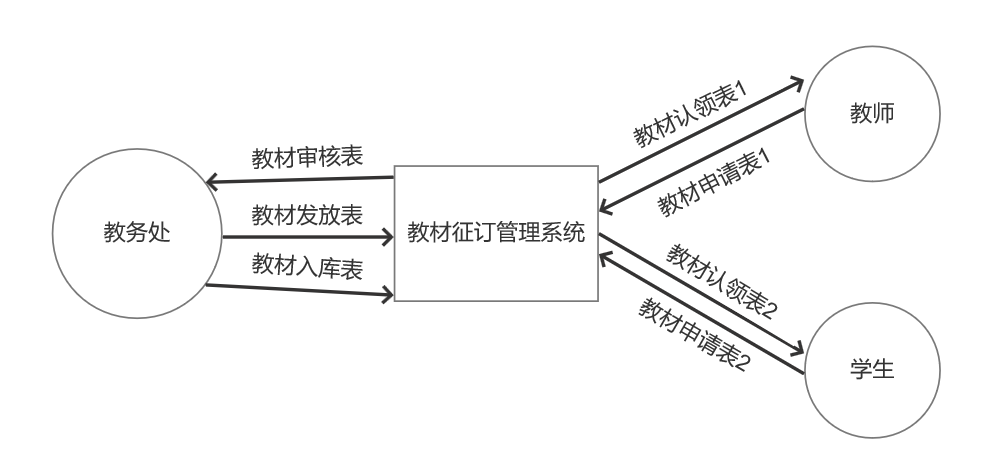 教务处
教材审核表
教材发放表
教材入库表
教材征订管理系统
教材认领表1
教材申请表1
教材认领表2
教材申请表2
教师
学生